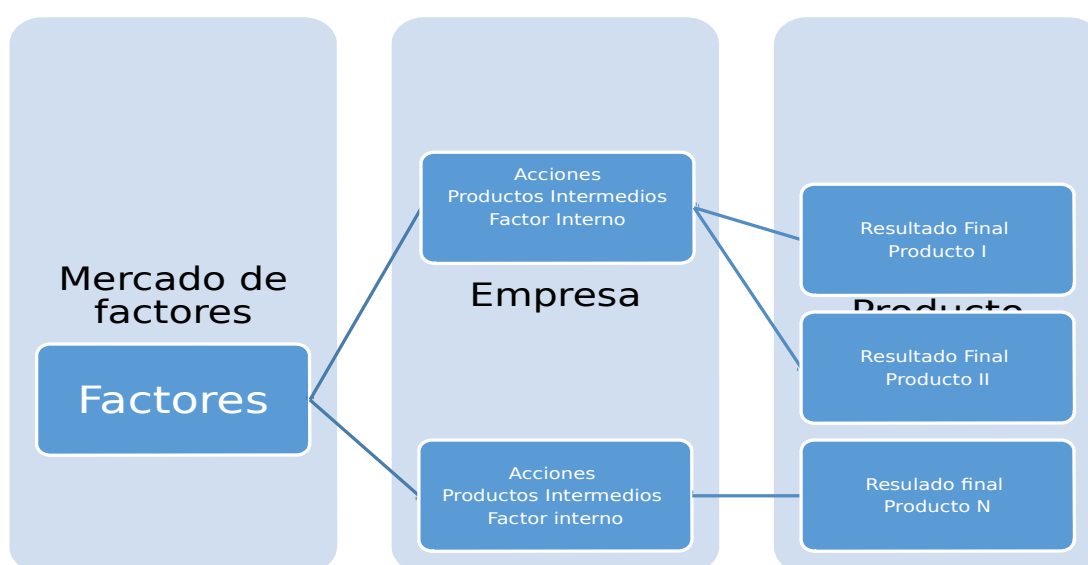 Mercado de
factores
Factores
Acciones
Productos Intermedios
Factor Interno
Empresa
Acciones
Productos Intermedios
Factor interno
Resultado Final
Producto I
Producto
Resultado Final
Producto II
Resulado final
Producto N